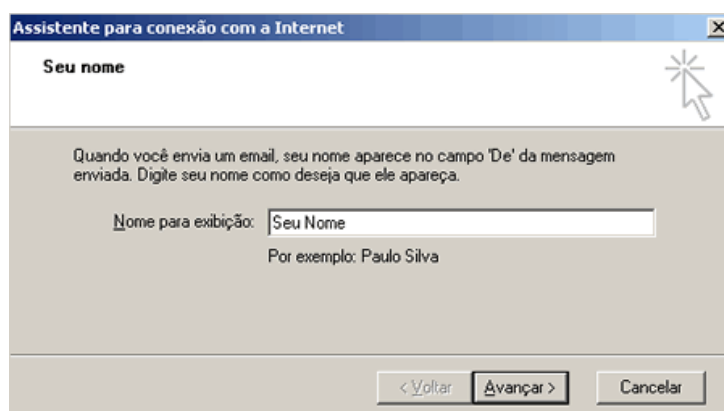 Assistente para conexão com a Internet
Seu nome
Quando você envia um email, seu nome aparece no campo 'De' da mensagem
enviada. Digite seu nome como deseja que ele apareça.
Nome para exibição: Seu Nome
Por exemplo: Paulo Silva
< Voltar Avançar > Cancelar